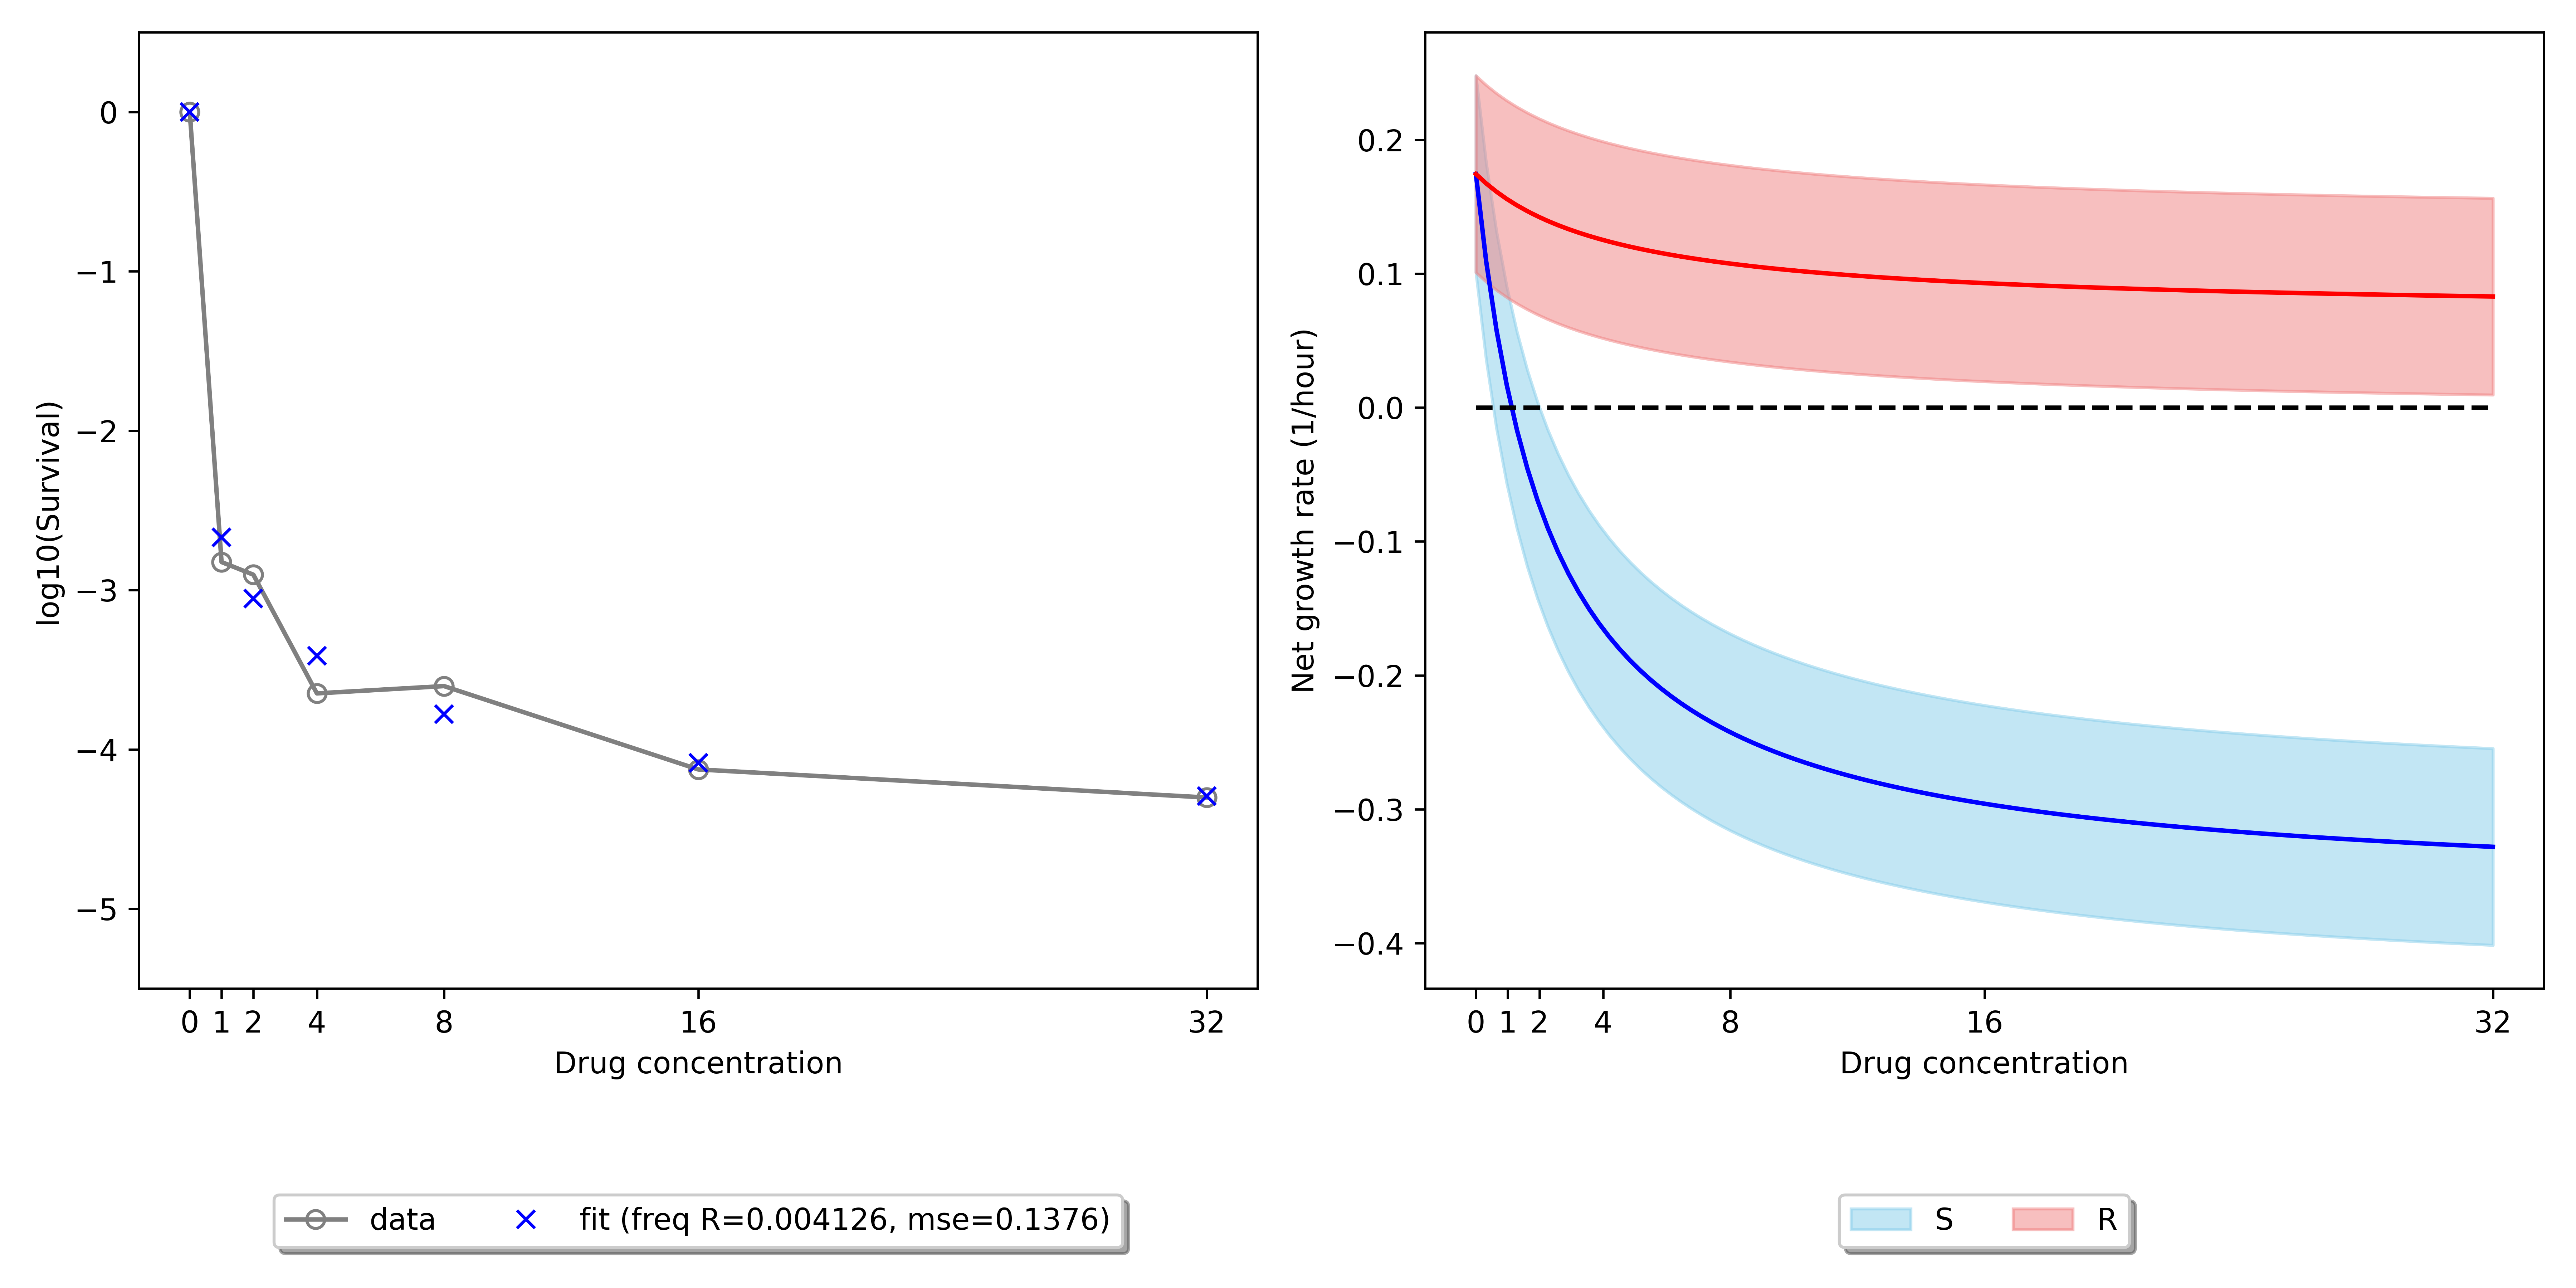 0
−1
−2
−3
−4
−5
log10(Survival)
0 1 2 4 8 16 32
Drug concentration
data fit (freq R=0.004126, mse=0.1376)
0.2
0.1
0.0
−0.1
−0.2
−0.3
−0.4
Net growth rate (1/hour)
0 1 2 4 8 16 32
Drug concentration
S R